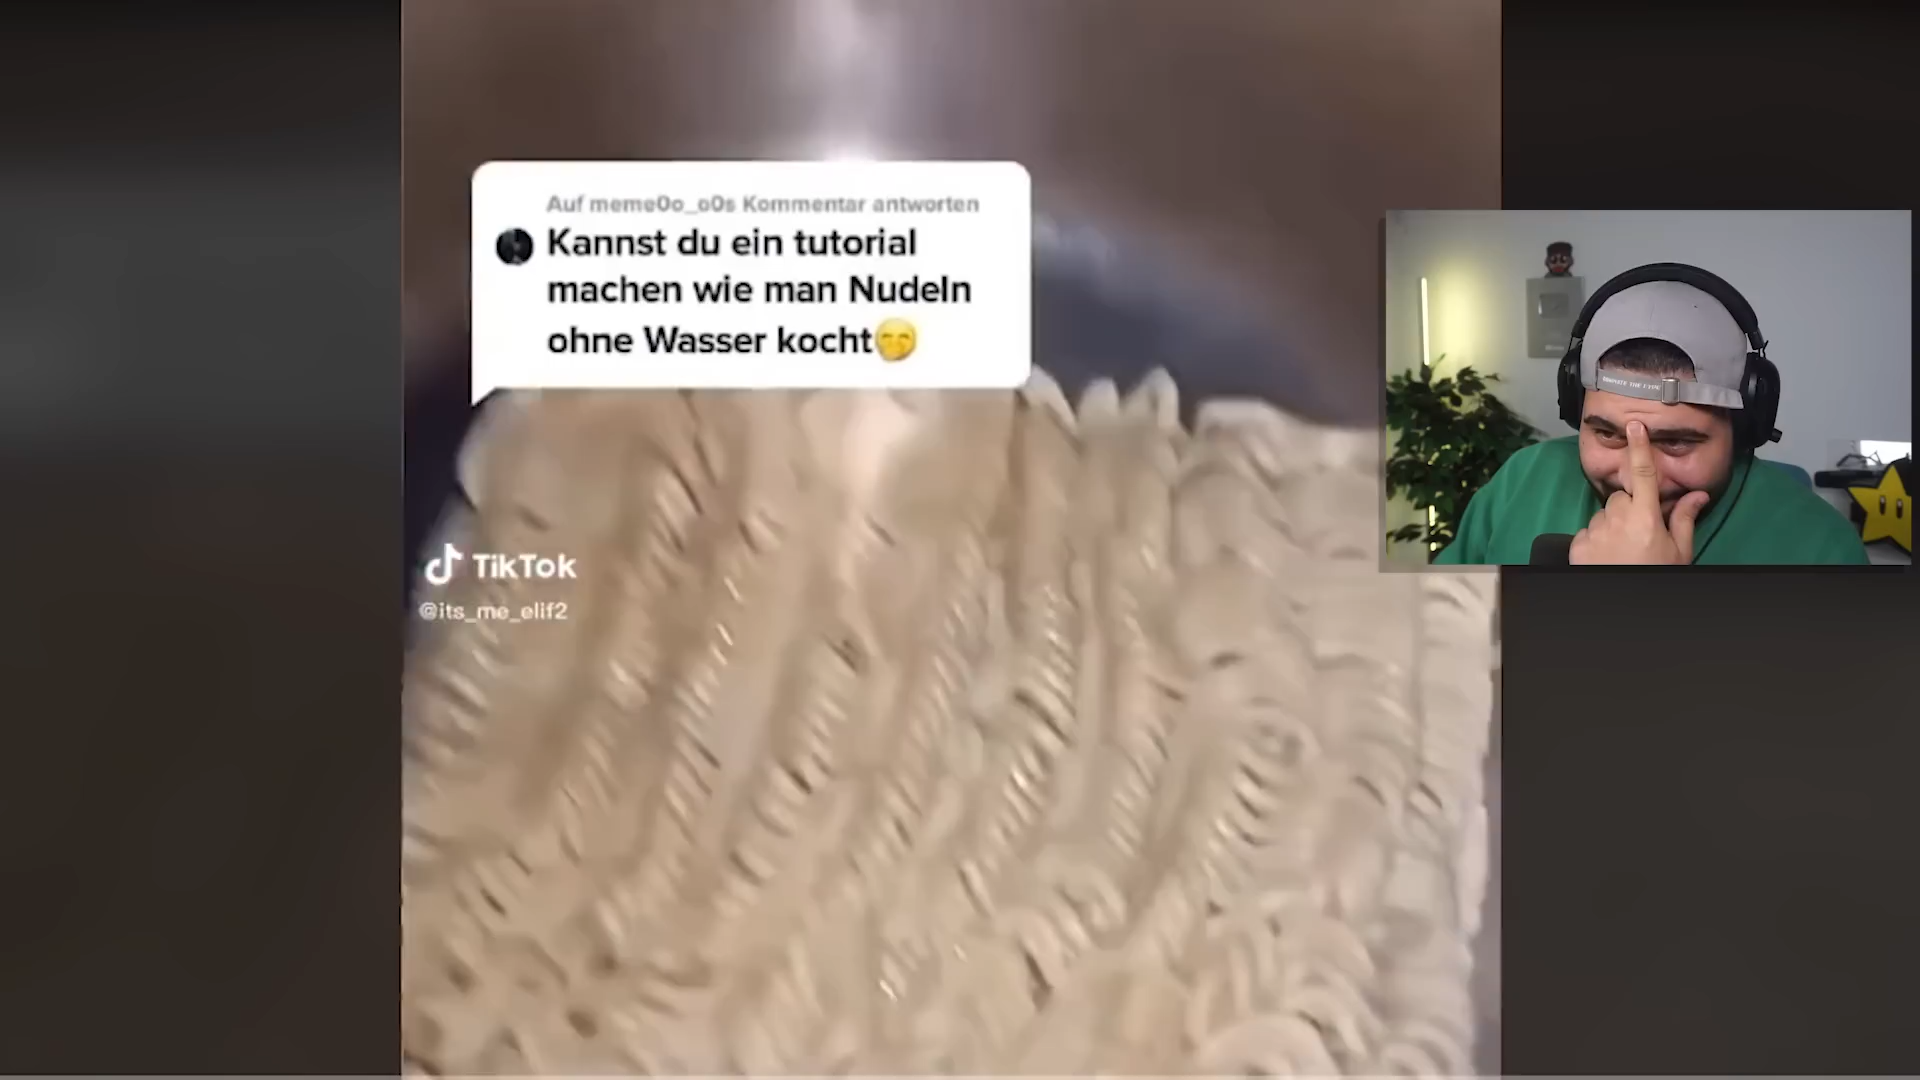 Auf meme0o_o0s Kommentar antworten
Kannst du ein tutorial
machen wie man Nudeln
ohne Wasser kocht🤭
TikTok
@its_me_elif2